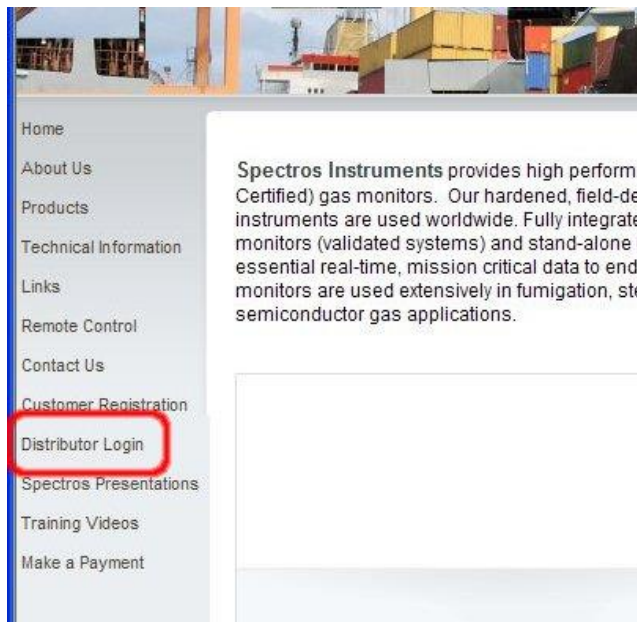 Home
About Us
Products
Technical Information
Links
Remote Control
Contact Us
Customer Registration
Distributor Login
Spectros Presentations
Training Videos
Make a Payment
Spectros Instruments provides high perform
Certified) gas monitors. Our hardened, field-de
instruments are used worldwide. Fully integrate
monitors (validated systems) and stand-alone
essential real-time, mission critical data to end
monitors are used extensively in fumigation, ste
semiconductor gas applications.